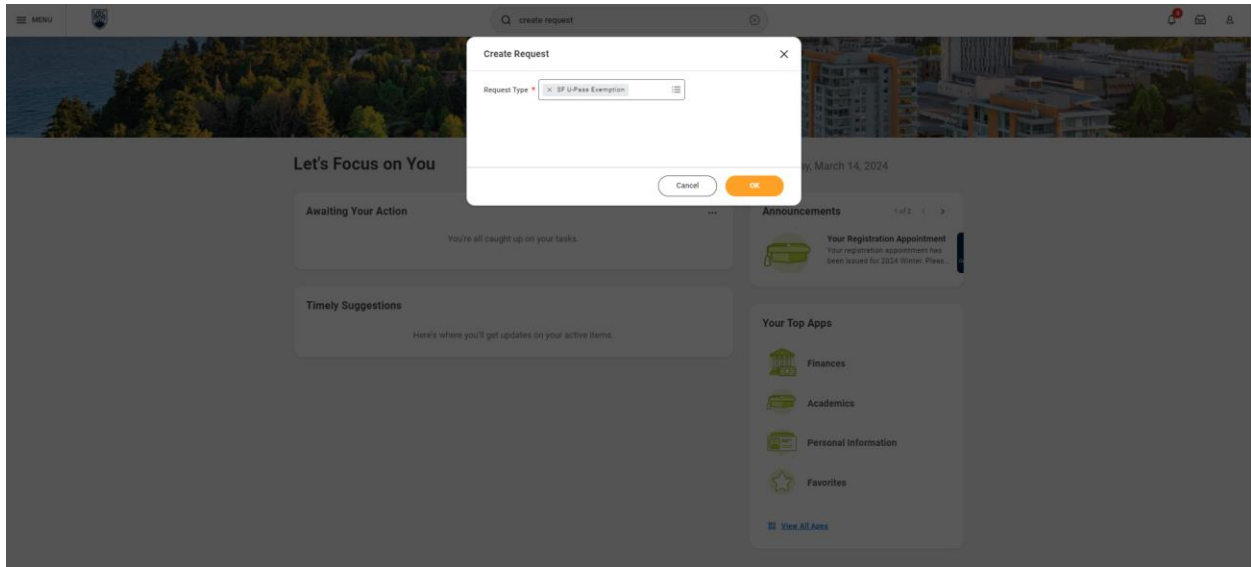 MENU
UBC
create request
Create Request
Request Type *
SF U-Pass Exemption
Cancel
OK
Let's Focus on You
ay, March 14, 2024
Awaiting Your Action
You're all caught up on your tasks.
Timely Suggestions
Here's where you'll get updates on your active items.
Announcements
1 of 2
Your Registration Appointment
Your registration appointment has
been issued for 2024 Winter. Pleas...
Your Top Apps
Finances
Academics
Personal Information
Favorites
View All Apps